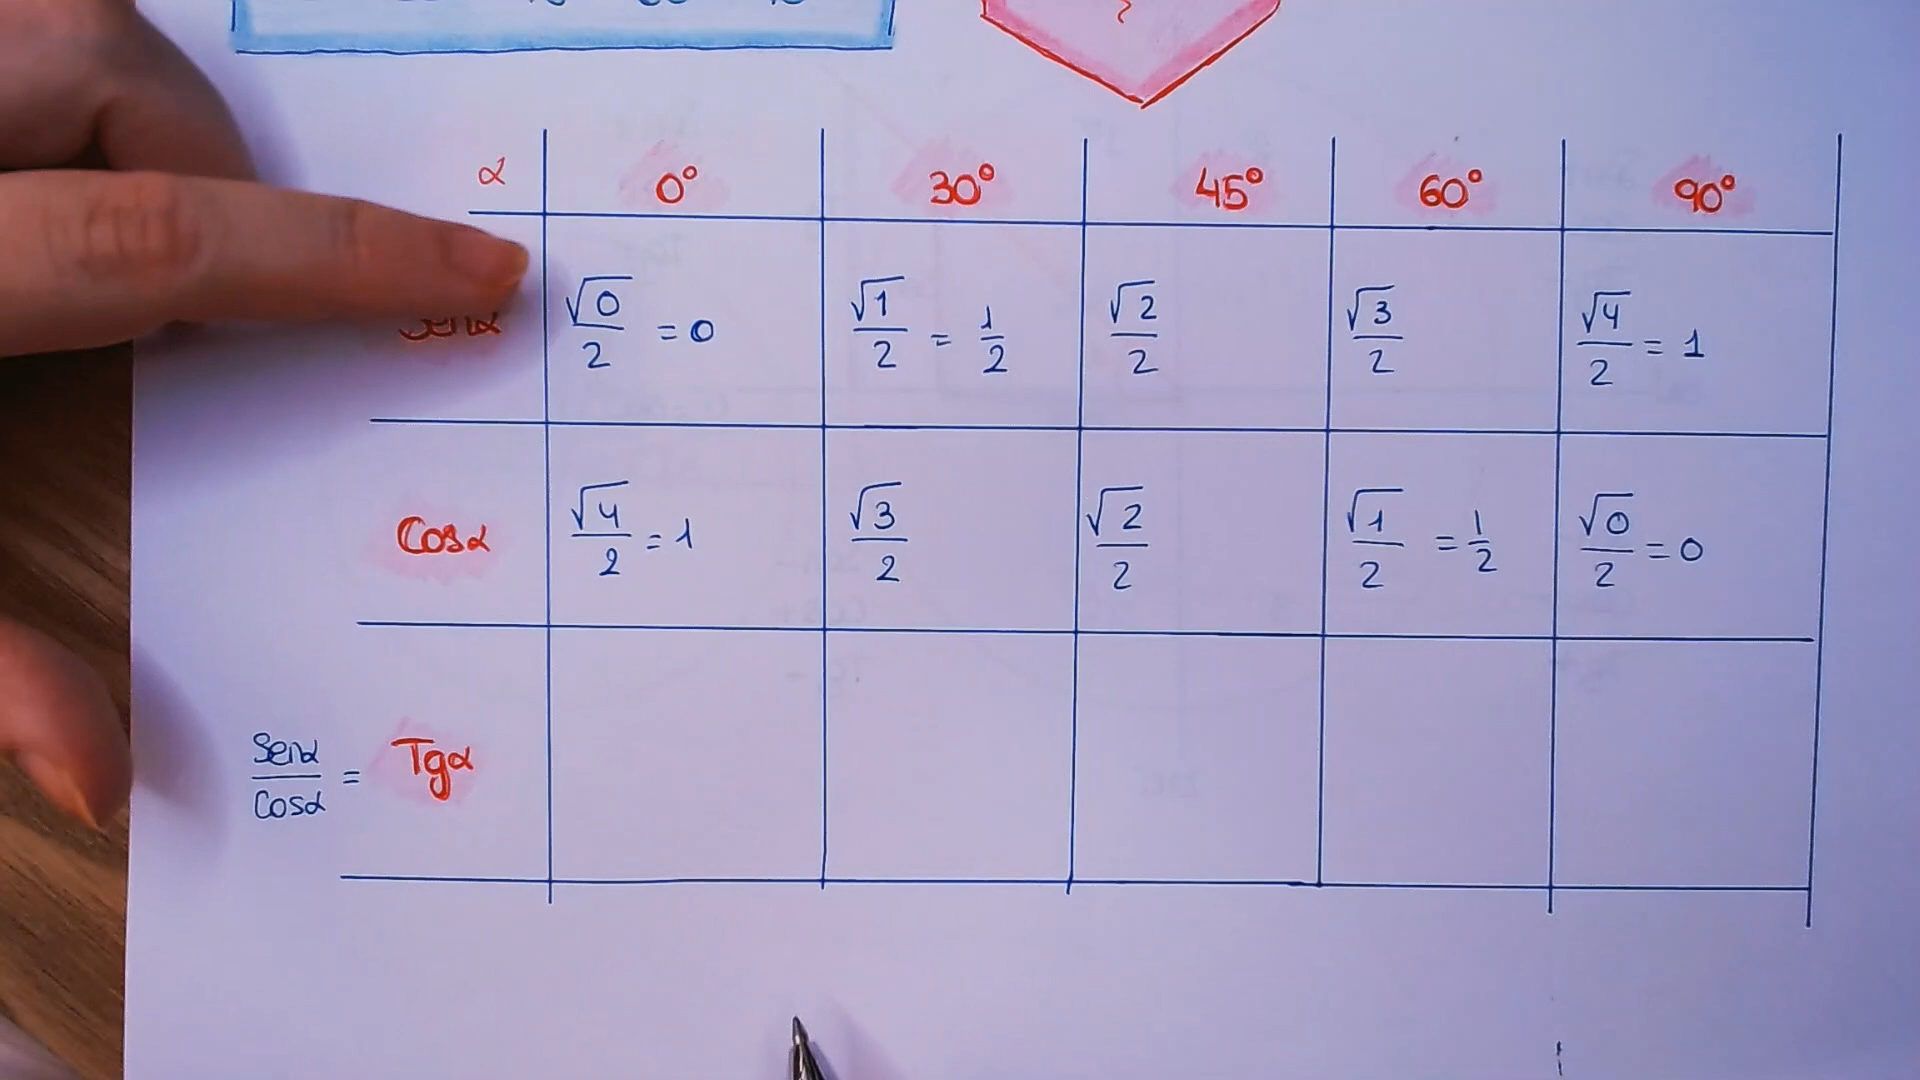 α 0° 30° 45° 60° 90°
Senα √0/2 = 0 √1/2 = 1/2 √2/2 √3/2 √4/2 = 1
Cosα √4/2 = 1 √3/2 √2/2 √1/2 = 1/2 √0/2 = 0
Senα/Cosα = Tgα